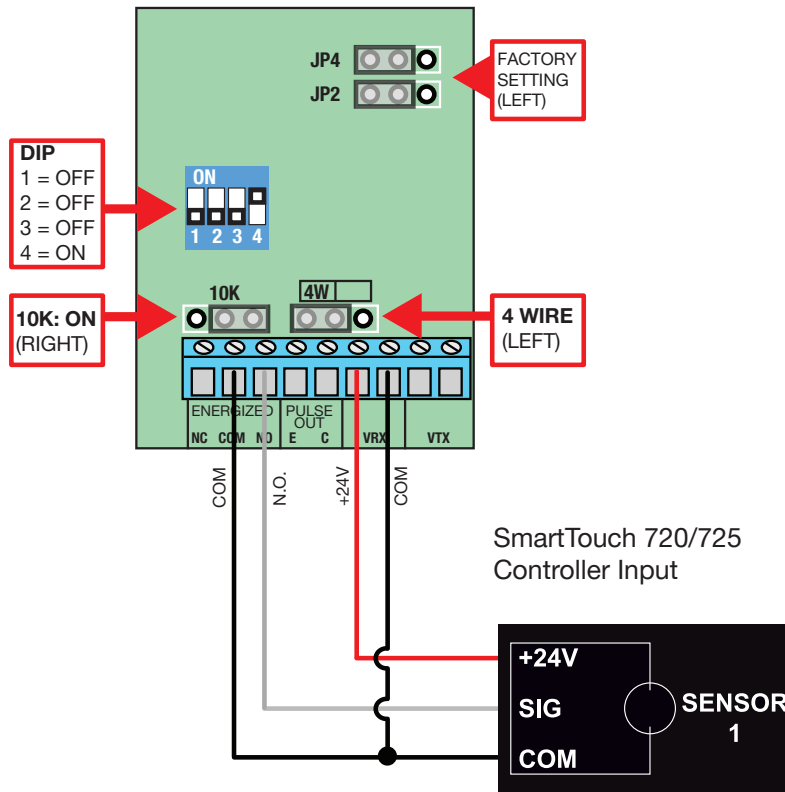 JP4
JP2
FACTORY
SETTING
(LEFT)
DIP
1 = OFF
2 = OFF
3 = OFF
4 = ON
ON
1 2 3 4
10K: ON
(RIGHT)
10K
4W
4 WIRE
(LEFT)
ENERGIZED
PULSE
OUT
NC COM NO E C VRX VTX
COM
N.O.
+24V
COM
SmartTouch 720/725
Controller Input
+24V
SIG
COM
SENSOR
1